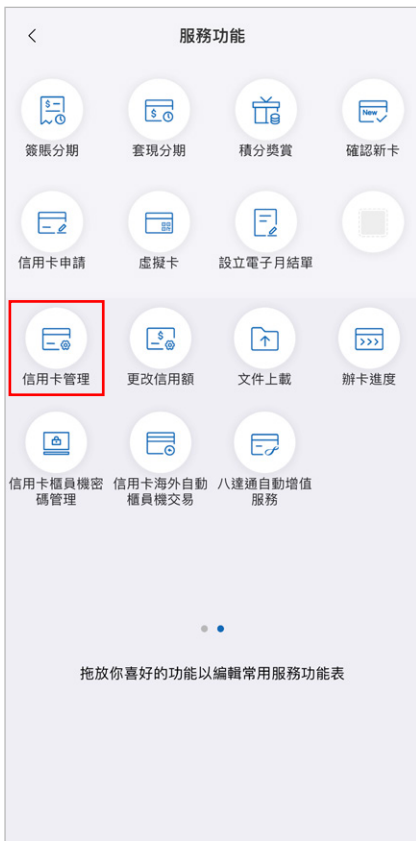 服務功能
簽賬分期
套現分期
積分獎賞
New
確認新卡
信用卡申請
虛擬卡
設立電子月結單
信用卡管理
更改信用額
文件上載
辦卡進度
信用卡櫃員機密
碼管理
信用卡海外自動
櫃員機交易
八達通自動增值
服務
拖放你喜好的功能以編輯常用服務功能表